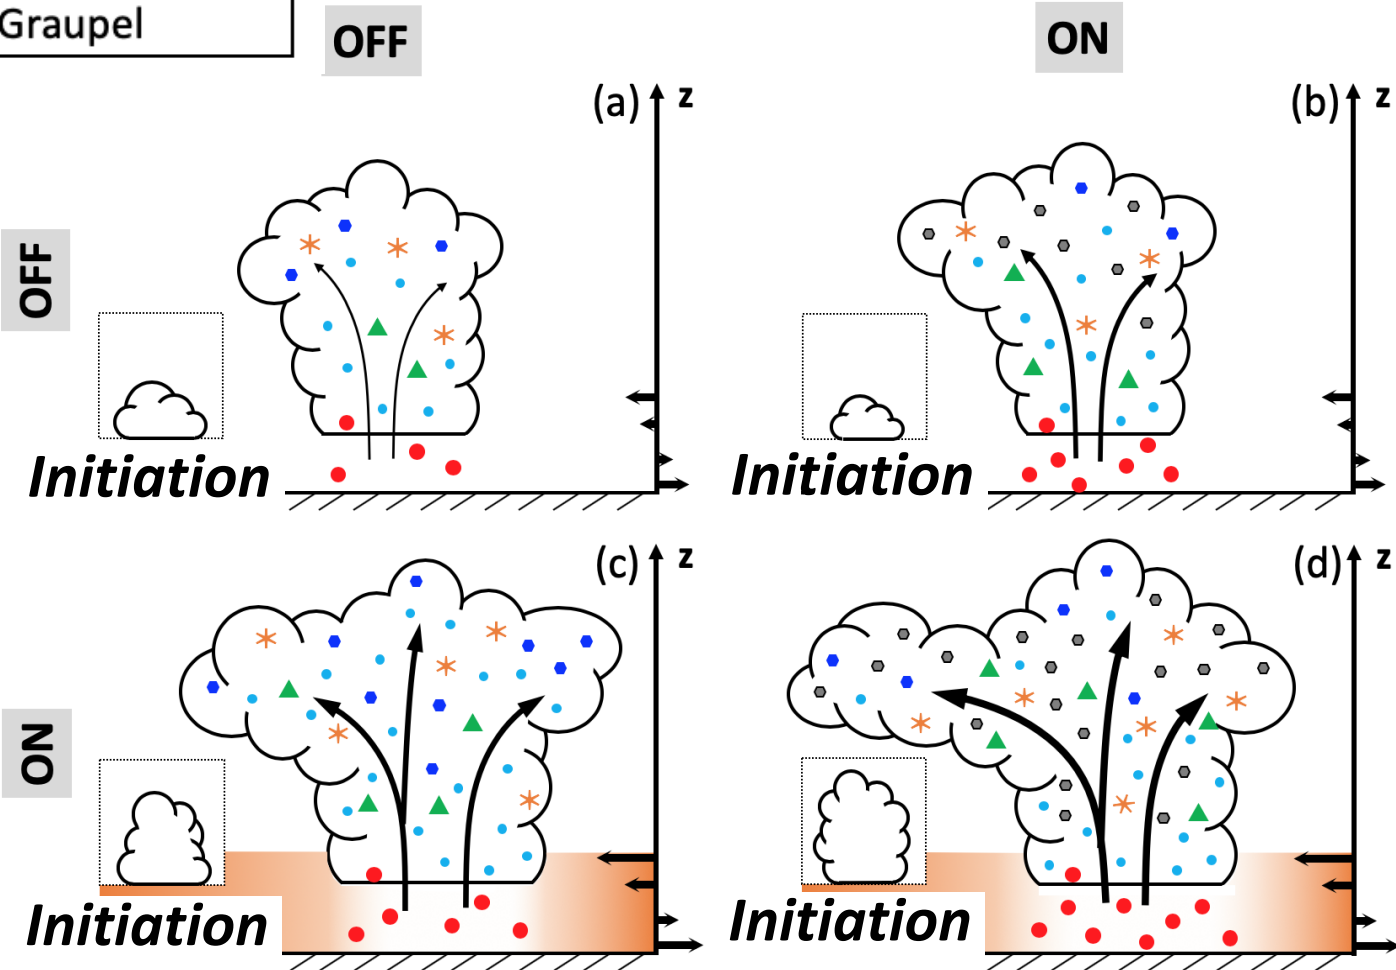 Graupel
OFF
ON
(a)
z
(b)
z
OFF
Initiation
Initiation
(c)
z
(d)
z
ON
Initiation
Initiation